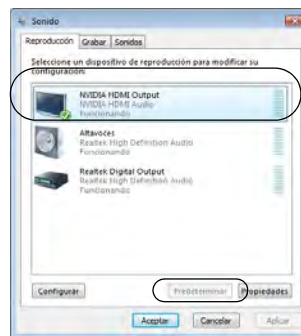 Sonido
Reproducción Grabar Sonidos
Seleccione un dispositivo de reproducción para modificar su
configuración:
NVIDIA HDMI Output
NVIDIA HDMI Audio
Funcionando
Altavoces
Realtek High Definition Audio
Funcionando
Realtek Digital Output
Realtek High Definition Audio
Funcionando
Configurar Predeterminar Propiedades
Aceptar Cancelar Aplicar